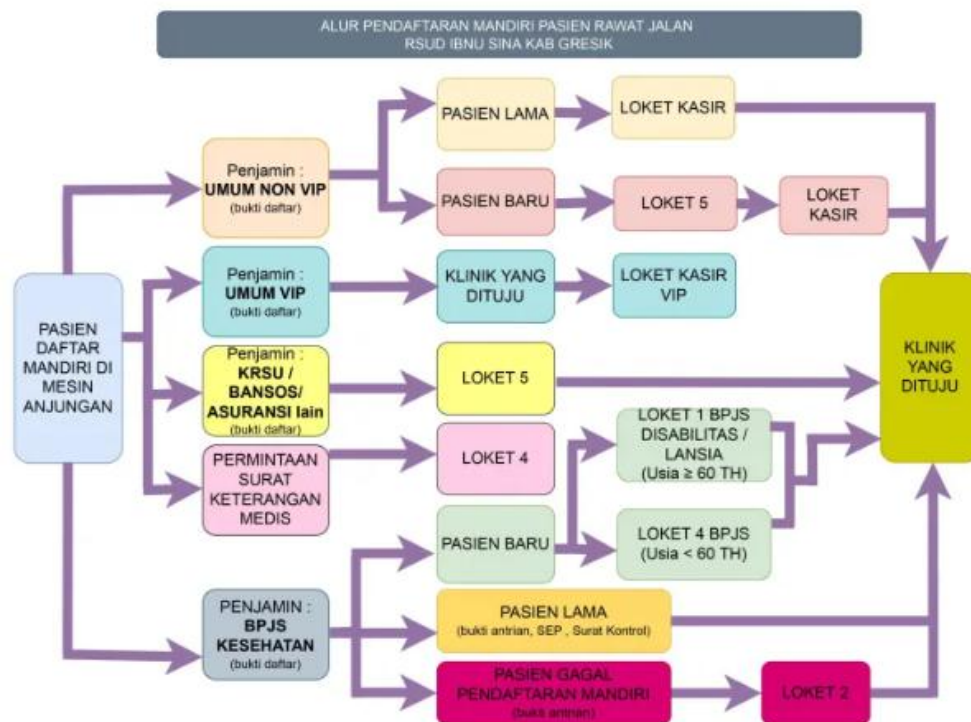 ALUR PENDAFTARAN MANDIRI PASIEN RAWAT JALAN
RSUD IBNU SINA KAB GRESIK
PASIEN
DAFTAR
MANDIRI DI
MESIN
ANJUNGAN
Penjamin :
UMUM NON VIP
(bukti daftar)
PASIEN LAMA
LOKET KASIR
PASIEN BARU
LOKET 5
LOKET
KASIR
Penjamin :
UMUM VIP
(bukti daftar)
KLINIK YANG
DITUJU
LOKET KASIR
VIP
Penjamin :
KRSU /
BANSOS/
ASURANSI lain
(bukti daftar)
LOKET 5
PERMINTAAN
SURAT
KETERANGAN
MEDIS
LOKET 4
PENJAMIN :
BPJS
KESEHATAN
(bukti daftar)
PASIEN BARU
LOKET 1 BPJS
DISABILITAS /
LANSIA
(Usia ≥ 60 TH)
LOKET 4 BPJS
(Usia < 60 TH)
PASIEN LAMA
(bukti antrian, SEP , Surat Kontrol)
PASIEN GAGAL
PENDAFTARAN MANDIRI
(bukti antrian)
LOKET 2
KLINIK
YANG
DITUJU